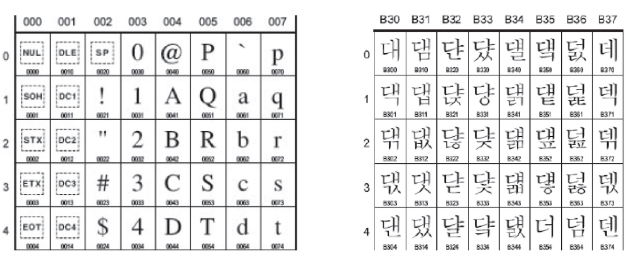 000 001 002 003 004 005 006 007
0 NUL DLE SP 0 @ P ` p
0000 0010 0020 0030 0040 0050 0060 0070
1 SOH DC1 ! 1 A Q a q
0001 0011 0021 0031 0041 0051 0061 0071
2 STX DC2 " 2 B R b r
0002 0012 0022 0032 0042 0052 0062 0072
3 ETX DC3 # 3 C S c s
0003 0013 0023 0033 0043 0053 0063 0073
4 EOT DC4 $ 4 D T d t
0004 0014 0024 0034 0044 0054 0064 0074
B30 B31 B32 B33 B34 B35 B36 B37
0 대 댐 댠 댰 덀 덐 덠 데
B300 B310 B320 B330 B340 B350 B360 B370
1 댁 댑 댡 댱 덁 덑 덡 덱
B301 B311 B321 B331 B341 B351 B361 B371
2 댂 댒 댢 댲 덂 덒 덢 덲
B302 B312 B322 B332 B342 B352 B362 B372
3 댃 댓 댣 댳 덃 덓 덣 덳
B303 B313 B323 B333 B343 B353 B363 B373
4 댄 댔 댤 댴 덄 더 덤 덴
B304 B314 B324 B334 B344 B354 B364 B374